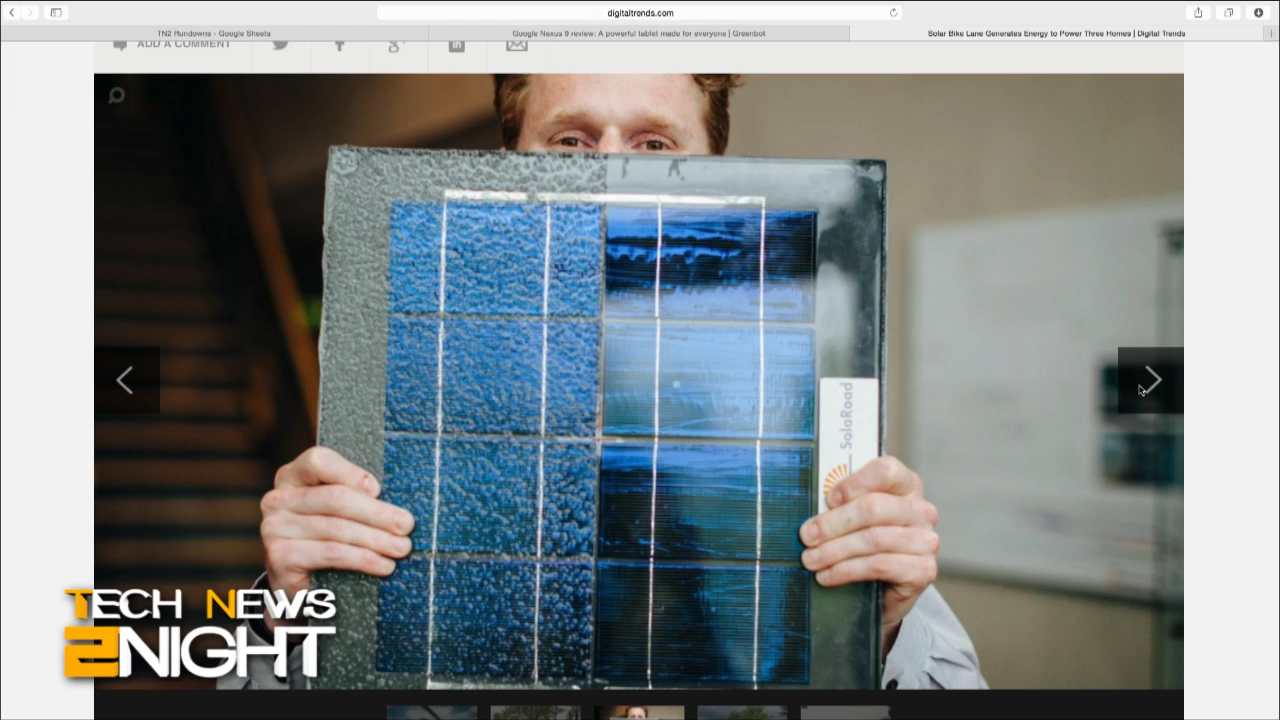 digitaltrends.com
TN2 Rundowns - Google Sheets
Google Nexus 9 review: A powerful tablet made for everyone | Greenbot
Solar Bike Lane Generates Energy to Power Three Homes | Digital Trends
ADD A COMMENT
SolaRoad
TECH NEWS
2NIGHT